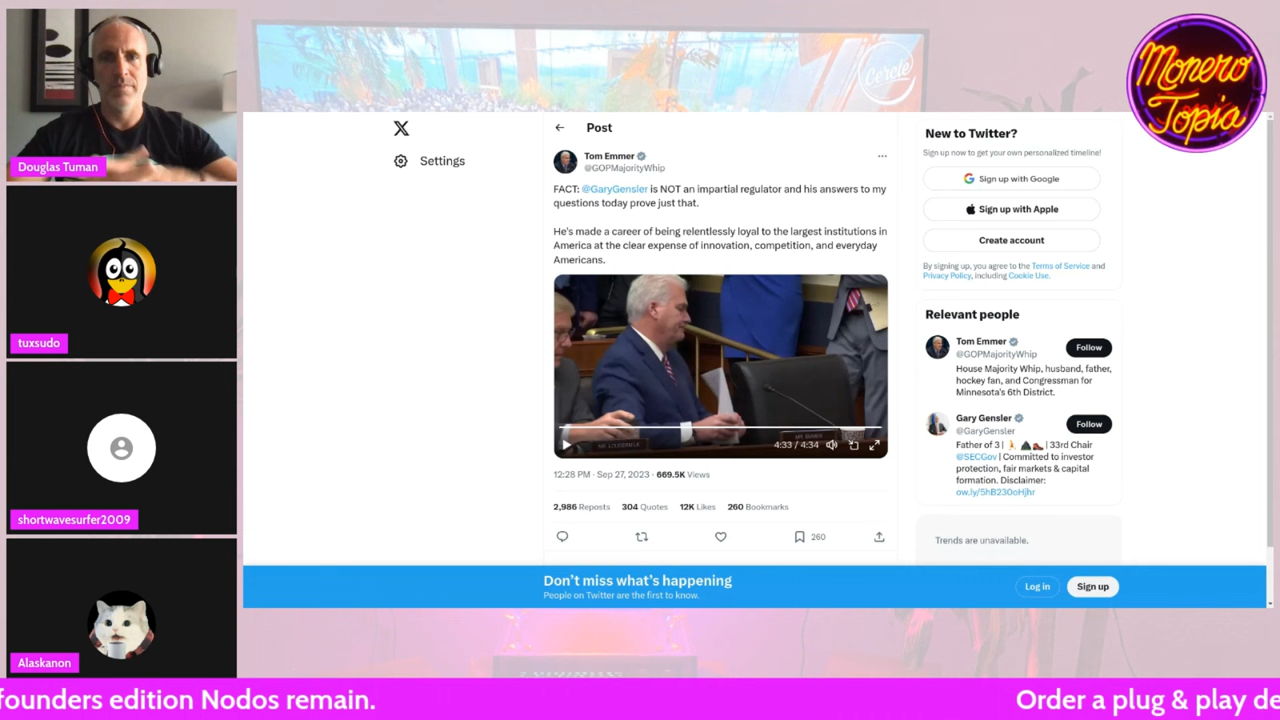 Cercle
Monero
Topia
Douglas Tuman
tuxsudo
shortwavesurfer2009
Alaskanon
X
Settings
← Post
Tom Emmer
@GOPMajorityWhip
FACT: @GaryGensler is NOT an impartial regulator and his answers to my
questions today prove just that.
He's made a career of being relentlessly loyal to the largest institutions in
America at the clear expense of innovation, competition, and everyday
Americans.
4:33 / 4:34
12:28 PM · Sep 27, 2023 · 669.5K Views
2,986 Reposts 304 Quotes 12K Likes 260 Bookmarks
260
New to Twitter?
Sign up now to get your own personalized timeline!
Sign up with Google
Sign up with Apple
Create account
By signing up, you agree to the Terms of Service and
Privacy Policy, including Cookie Use.
Relevant people
Tom Emmer
@GOPMajorityWhip
Follow
House Majority Whip, husband, father,
hockey fan, and Congressman for
Minnesota's 6th District.
Gary Gensler
@GaryGensler
Follow
Father of 3 | 🏃 ⛰🥾 | 33rd Chair
@SECGov | Committed to investor
protection, fair markets & capital
formation. Disclaimer:
ow.ly/5hB230oHjhr
Trends are unavailable.
Don't miss what's happening
People on Twitter are the first to know.
Log in
Sign up
founders edition Nodos remain.
Order a plug & play de